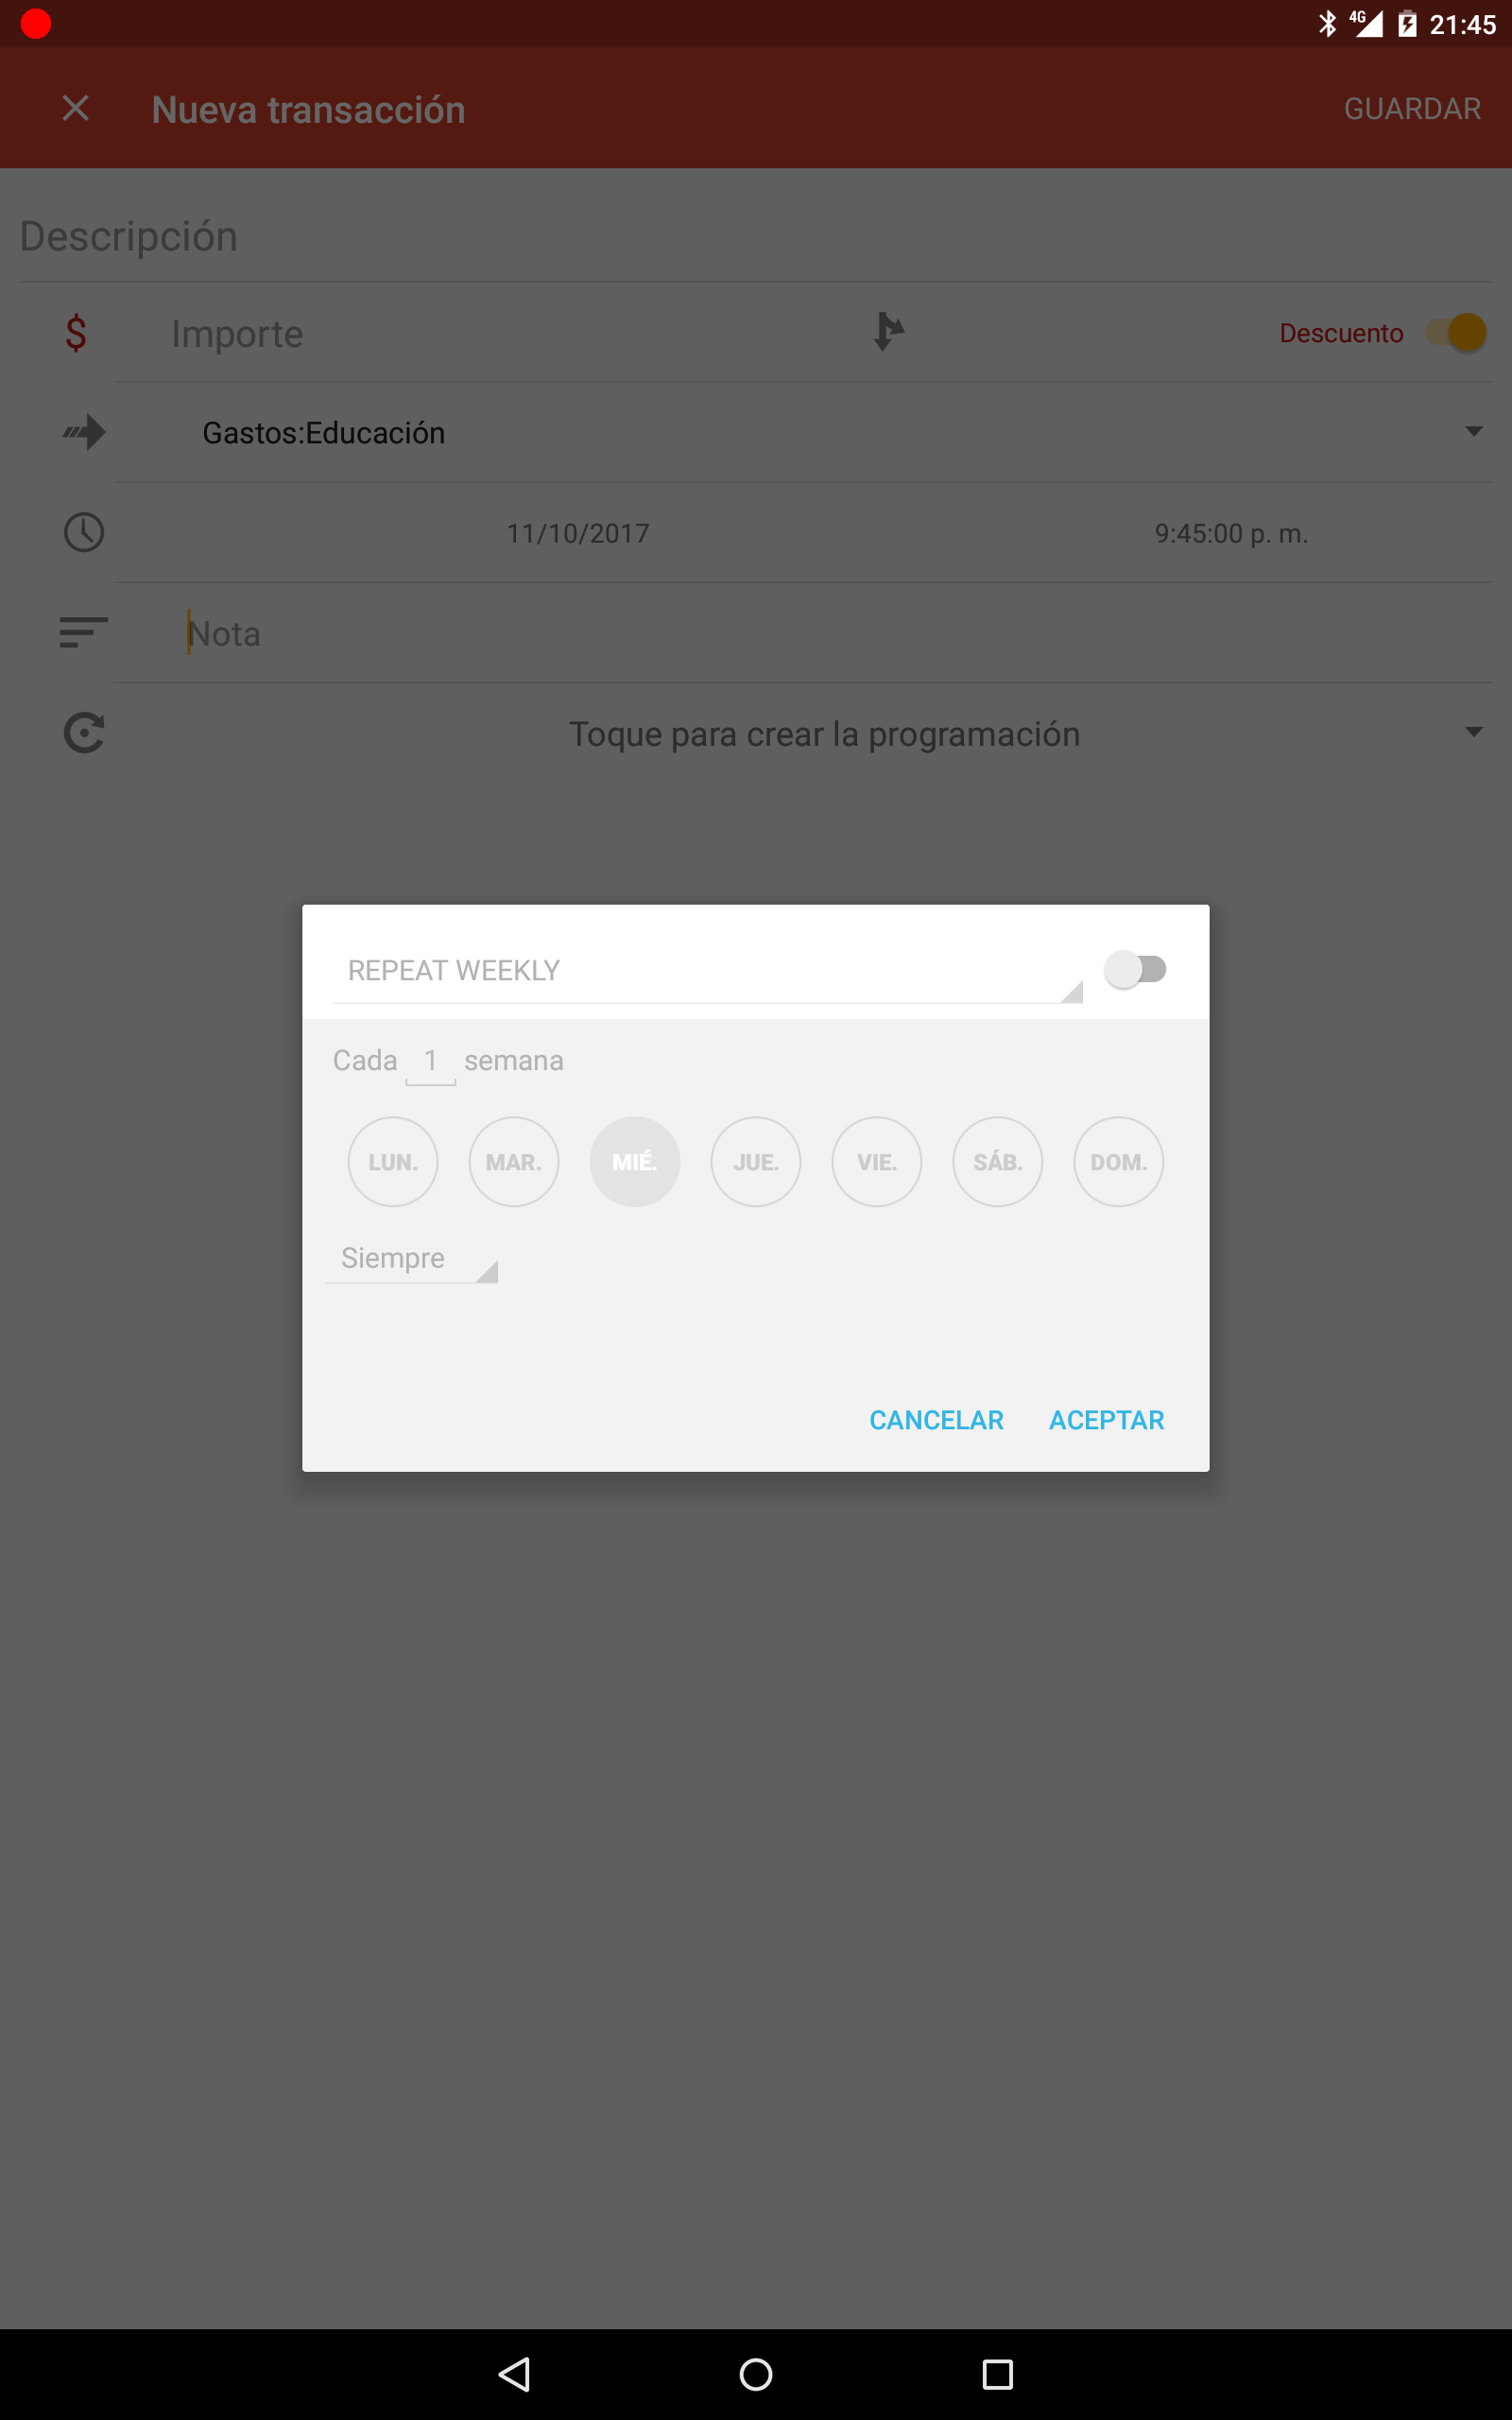 4G 21:45
Nueva transacción GUARDAR
Descripción
$ Importe Descuento
Gastos:Educación
11/10/2017 9:45:00 p. m.
Nota
Toque para crear la programación
REPEAT WEEKLY
Cada 1 semana
LUN. MAR. MIÉ. JUE. VIE. SÁB. DOM.
Siempre
CANCELAR ACEPTAR